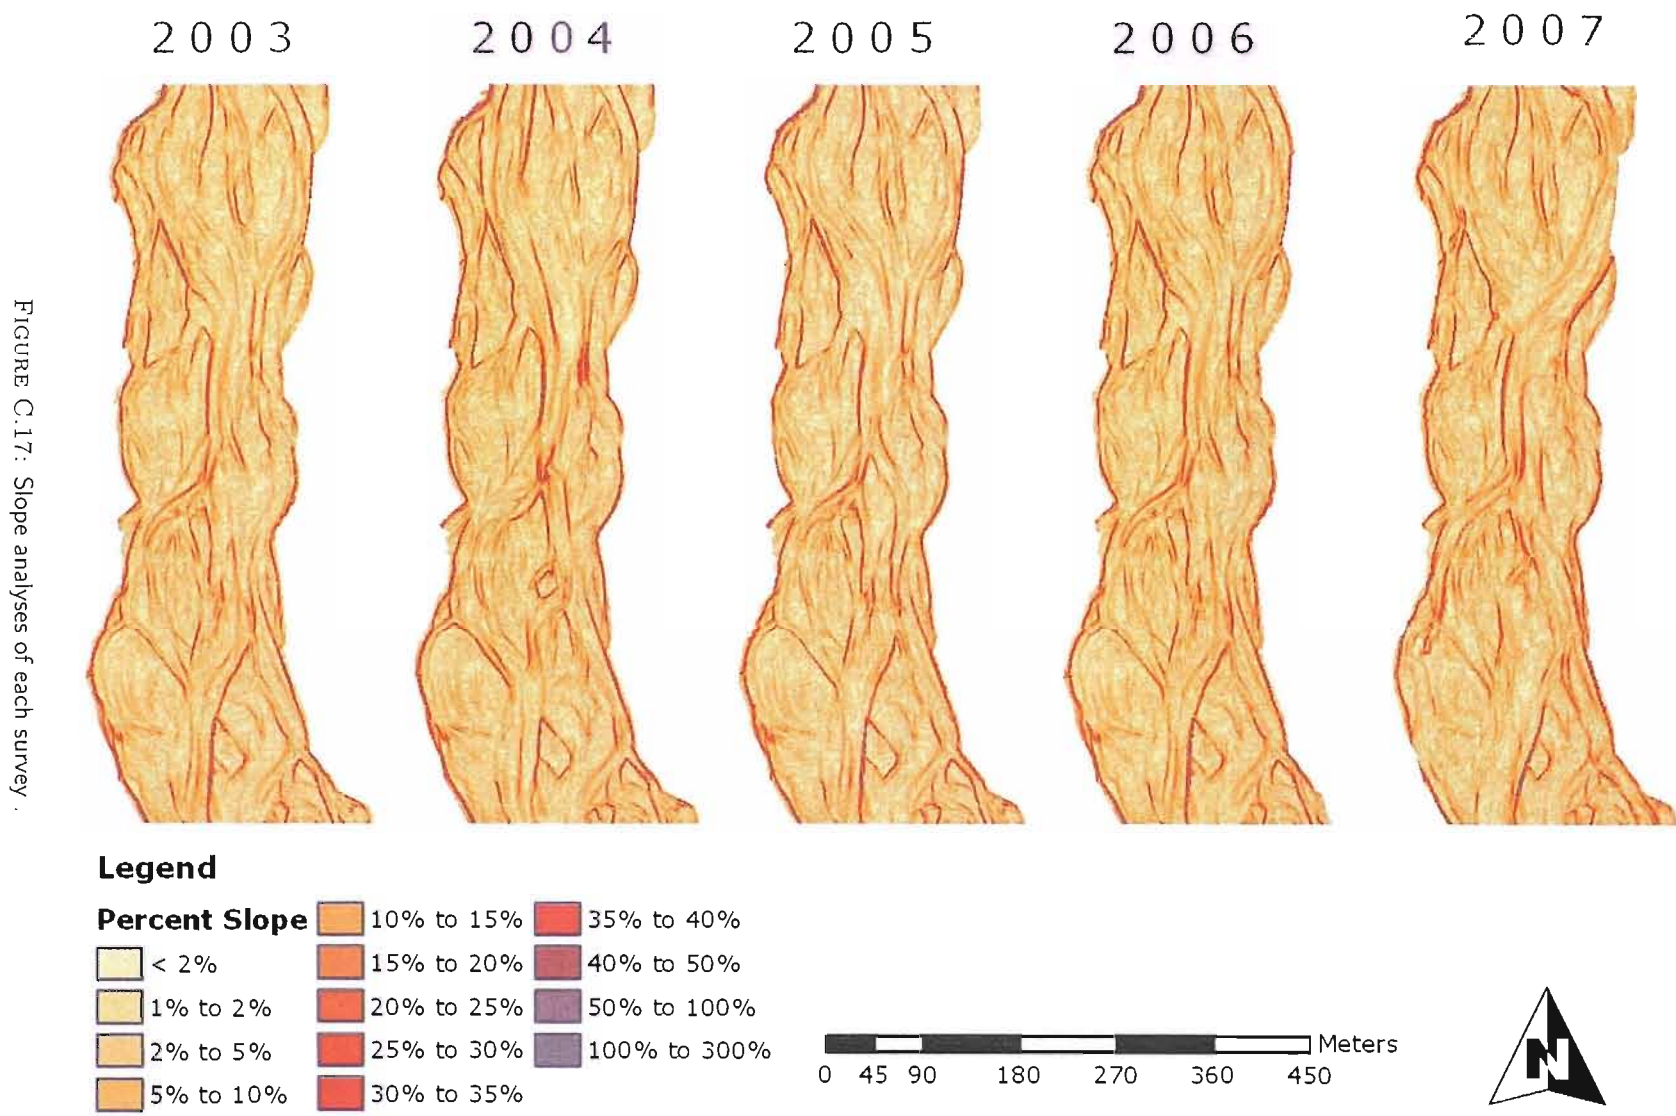 2003
2004
2005
2006
2007
FIGURE C.17: Slope analyses of each survey .
Legend
Percent Slope
< 2%
1% to 2%
2% to 5%
5% to 10%
10% to 15%
15% to 20%
20% to 25%
25% to 30%
30% to 35%
35% to 40%
40% to 50%
50% to 100%
100% to 300%
Meters
0 45 90 180 270 360 450
N